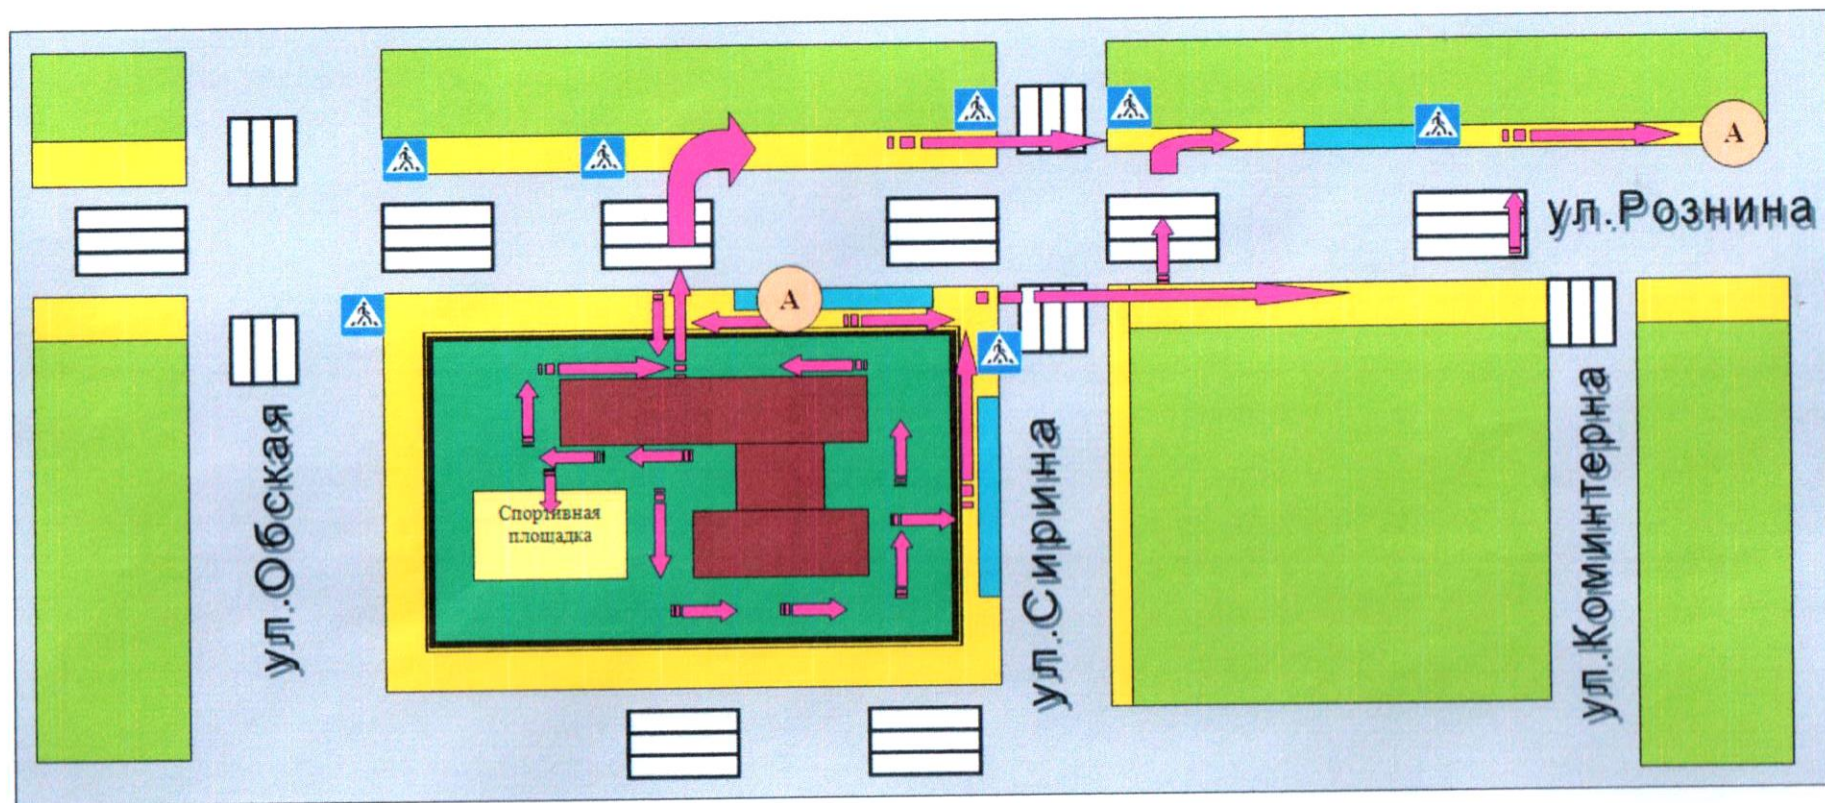 А
ул.Рознина
А
Спортивная
площадка
ул.Обская
ул.Сирина
ул.Коминтерна